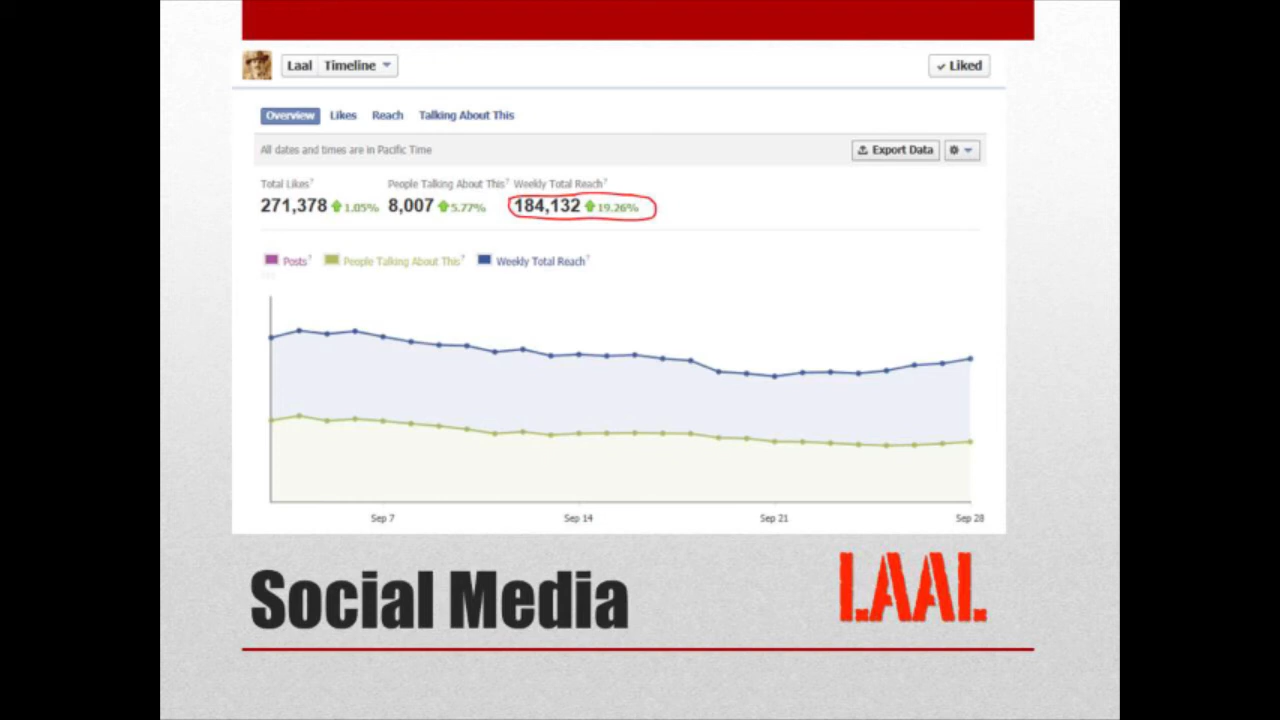 Laal Timeline Liked
Overview Likes Reach Talking About This
All dates and times are in Pacific Time Export Data
Total Likes? People Talking About This? Weekly Total Reach?
271,378 1.05% 8,007 5.77% 184,132 19.26%
Posts? People Talking About This? Weekly Total Reach?
Sep 7 Sep 14 Sep 21 Sep 28
Social Media LAAL